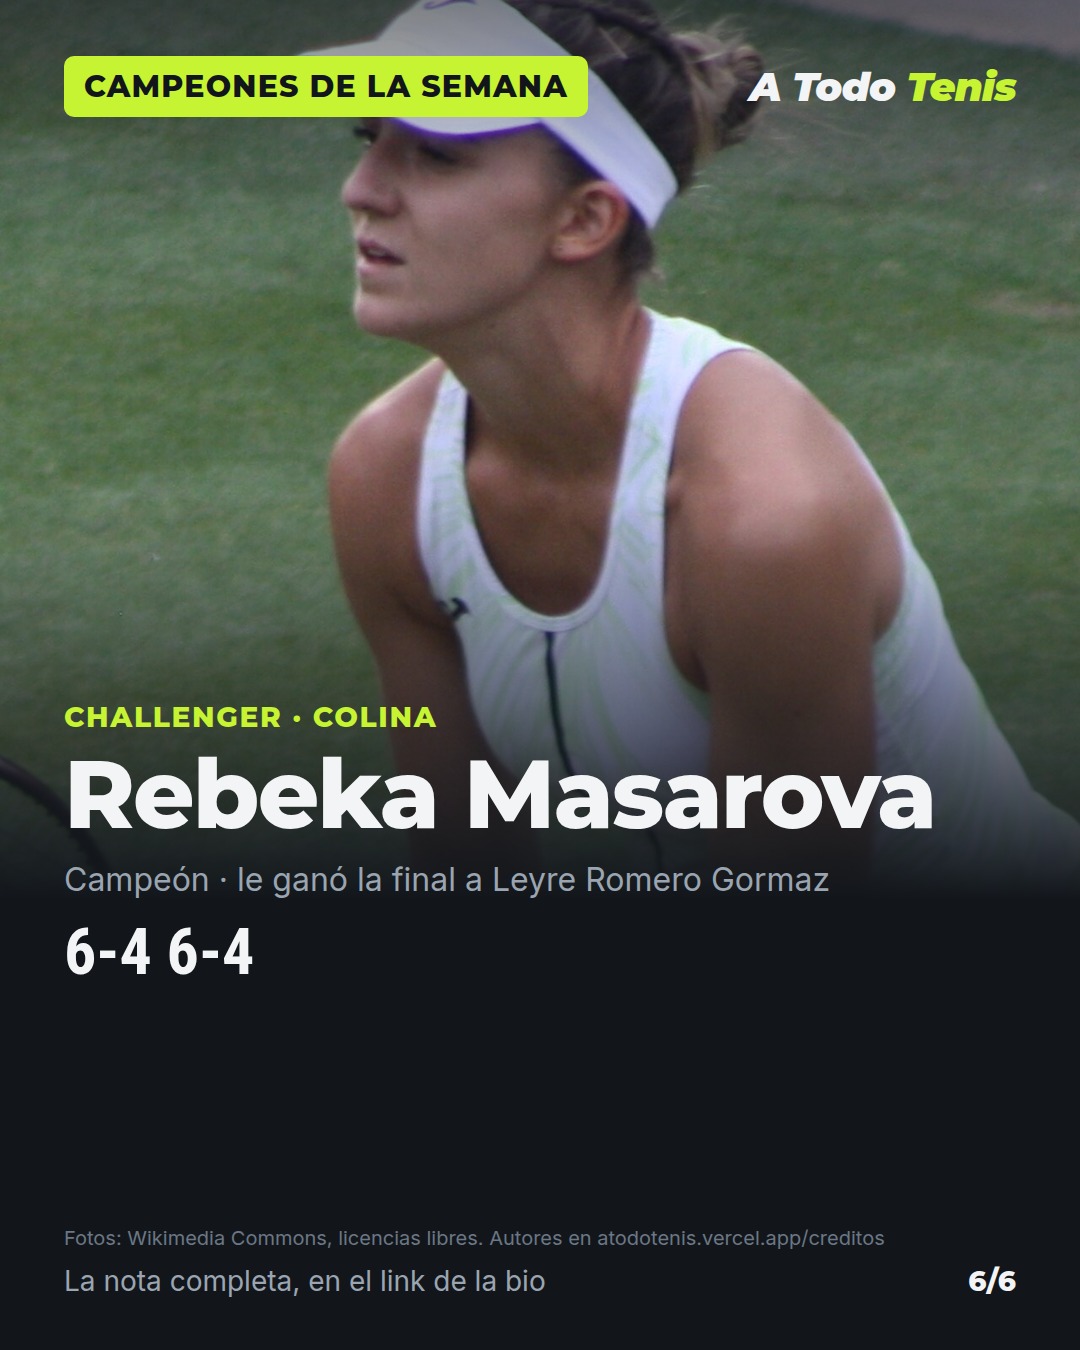 CAMPEONES DE LA SEMANA
A Todo Tenis
CHALLENGER · COLINA
Rebeka Masarova
Campeón · le ganó la final a Leyre Romero Gormaz
6-4 6-4
Fotos: Wikimedia Commons, licencias libres. Autores en atodotenis.vercel.app/creditos
La nota completa, en el link de la bio
6/6